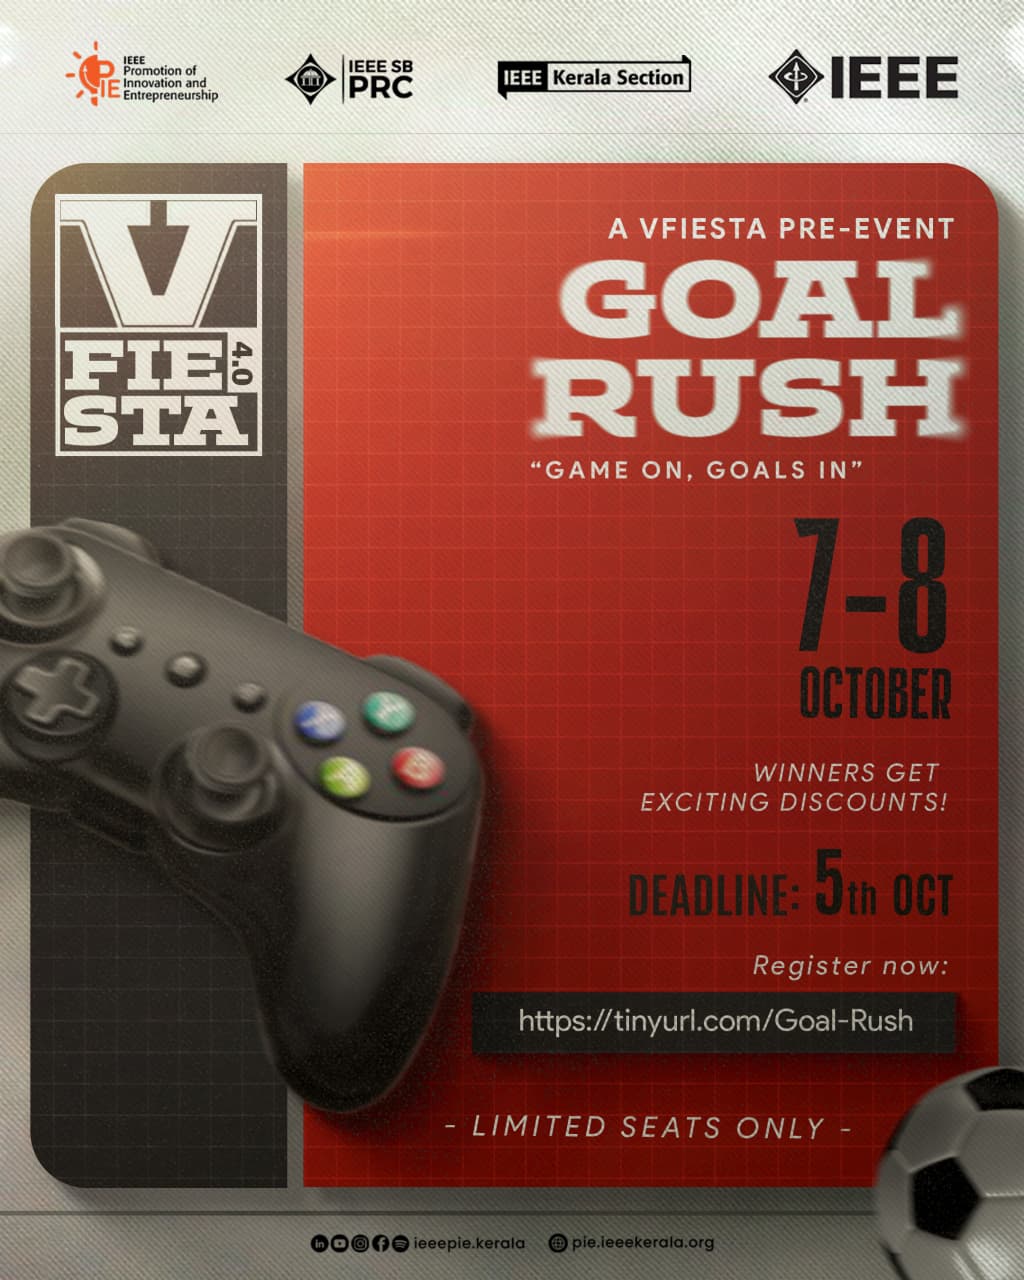 IEEE
Promotion of
Innovation and
Entrepreneurship
PIE
IEEE SB
PRC
IEEE Kerala Section
IEEE
V
FIE
STA
4.0
A VFIESTA PRE-EVENT
GOAL
RUSH
“GAME ON, GOALS IN”
7-8
OCTOBER
WINNERS GET
EXCITING DISCOUNTS!
DEADLINE: 5th OCT
Register now:
https://tinyurl.com/Goal-Rush
- LIMITED SEATS ONLY -
ieeepie.kerala
pie.ieeekerala.org